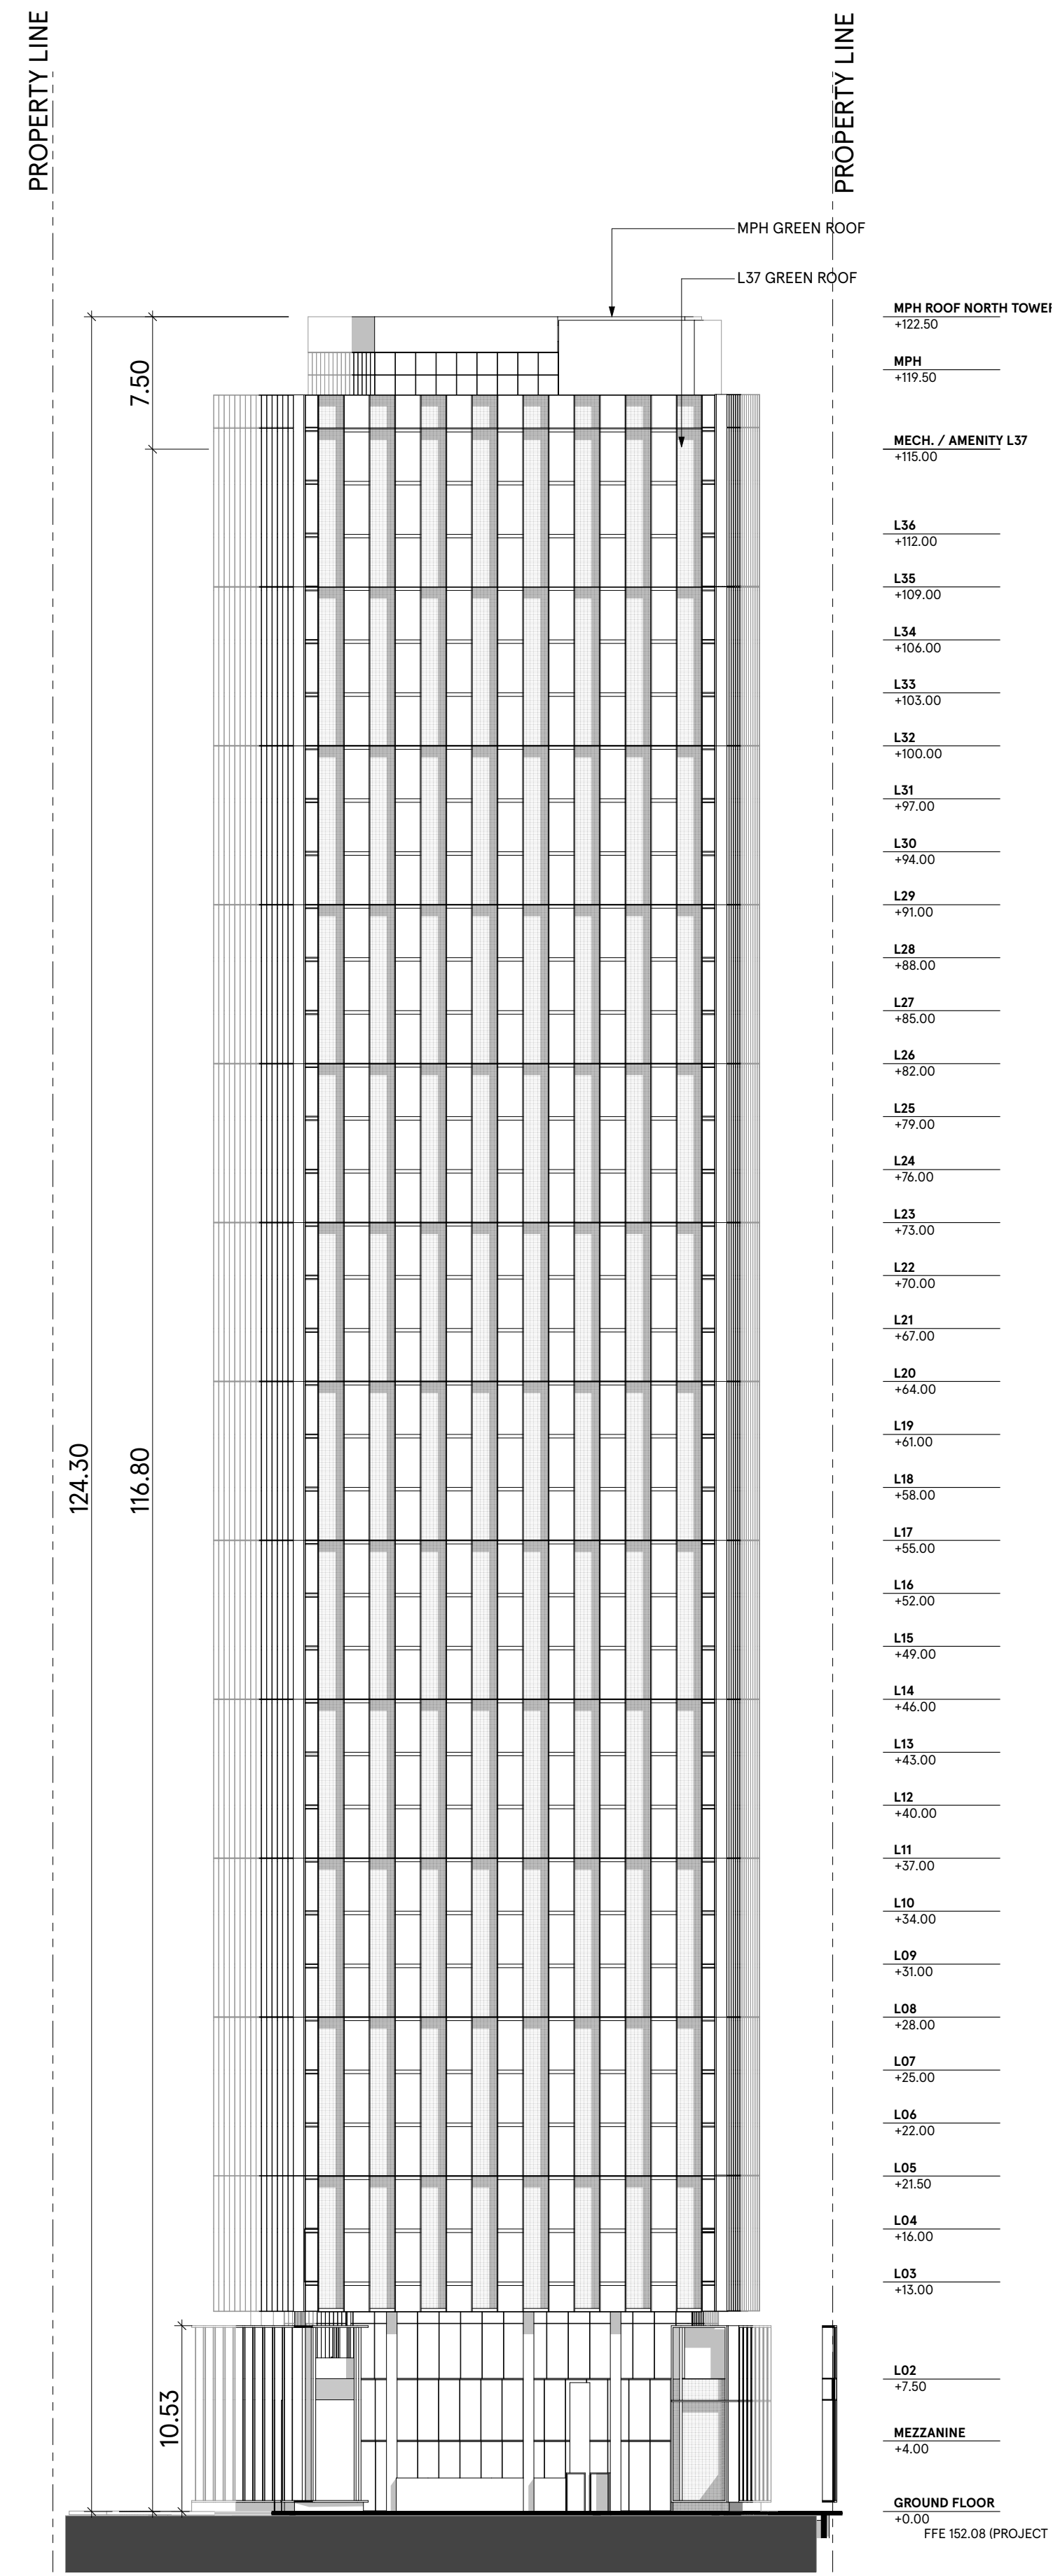 PROPERTY LINE
PROPERTY LINE
MPH GREEN ROOF
L37 GREEN ROOF
MPH ROOF NORTH TOWER
+122.50
7.50
MPH
+119.50
MECH. / AMENITY L37
+115.00
L36
+112.00
L35
+109.00
L34
+106.00
L33
+103.00
L32
+100.00
L31
+97.00
L30
+94.00
L29
+91.00
L28
+88.00
L27
+85.00
L26
+82.00
L25
+79.00
L24
+76.00
L23
+73.00
L22
+70.00
L21
+67.00
L20
+64.00
L19
+61.00
124.30
116.80
L18
+58.00
L17
+55.00
L16
+52.00
L15
+49.00
L14
+46.00
L13
+43.00
L12
+40.00
L11
+37.00
L10
+34.00
L09
+31.00
L08
+28.00
L07
+25.00
L06
+22.00
L05
+21.50
L04
+16.00
L03
+13.00
L02
+7.50
10.53
MEZZANINE
+4.00
GROUND FLOOR
+0.00
FFE 152.08 (PROJECT